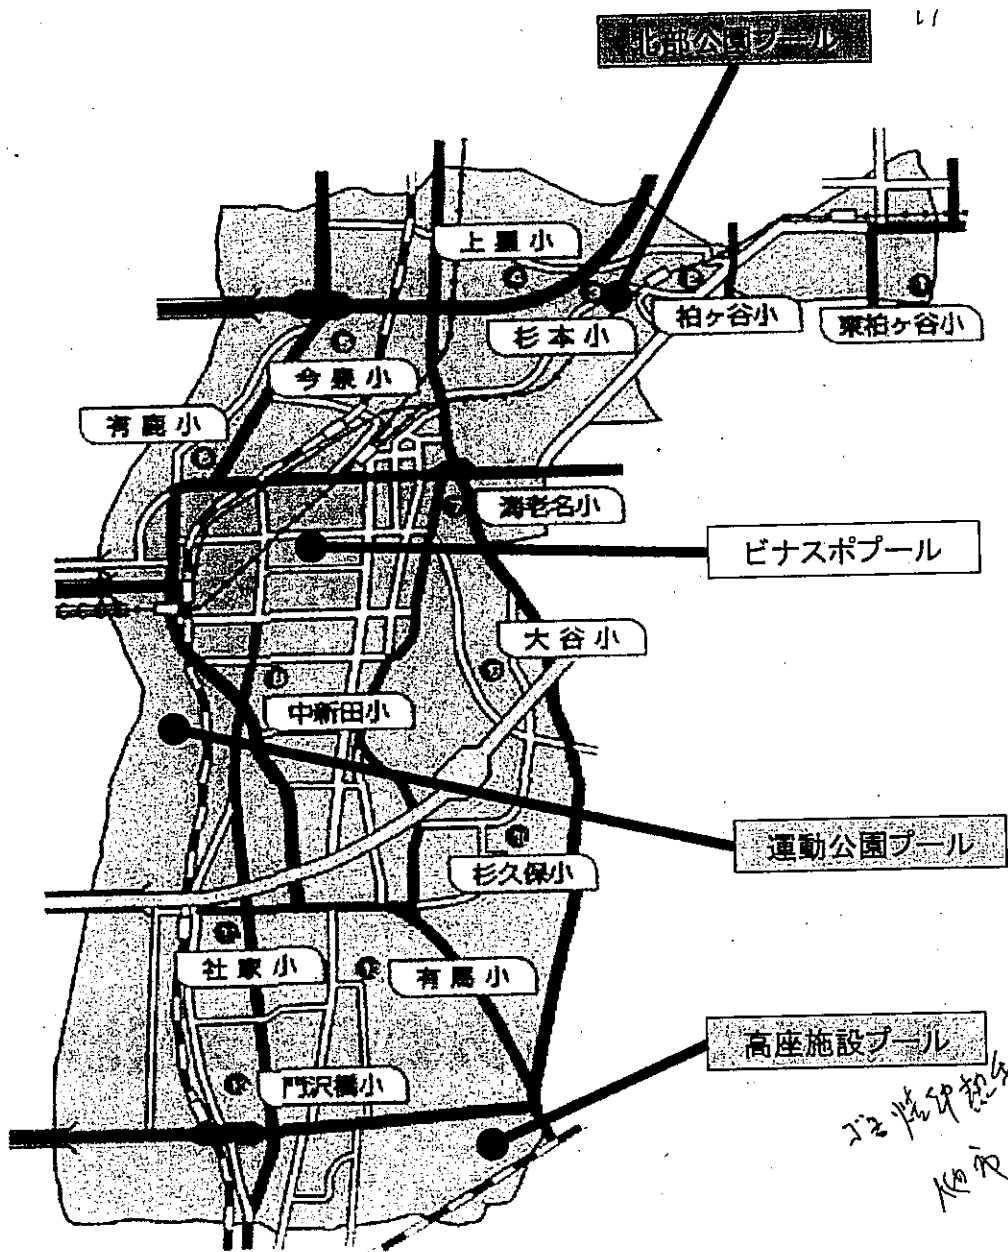 北部公園プール
上星小
杉本小
柏ヶ谷小
東柏ヶ谷小
今泉小
有鹿小
海老名小
ビナスポプール
大谷小
中新田小
運動公園プール
杉久保小
社家小
有馬小
高座施設プール
門沢橋小